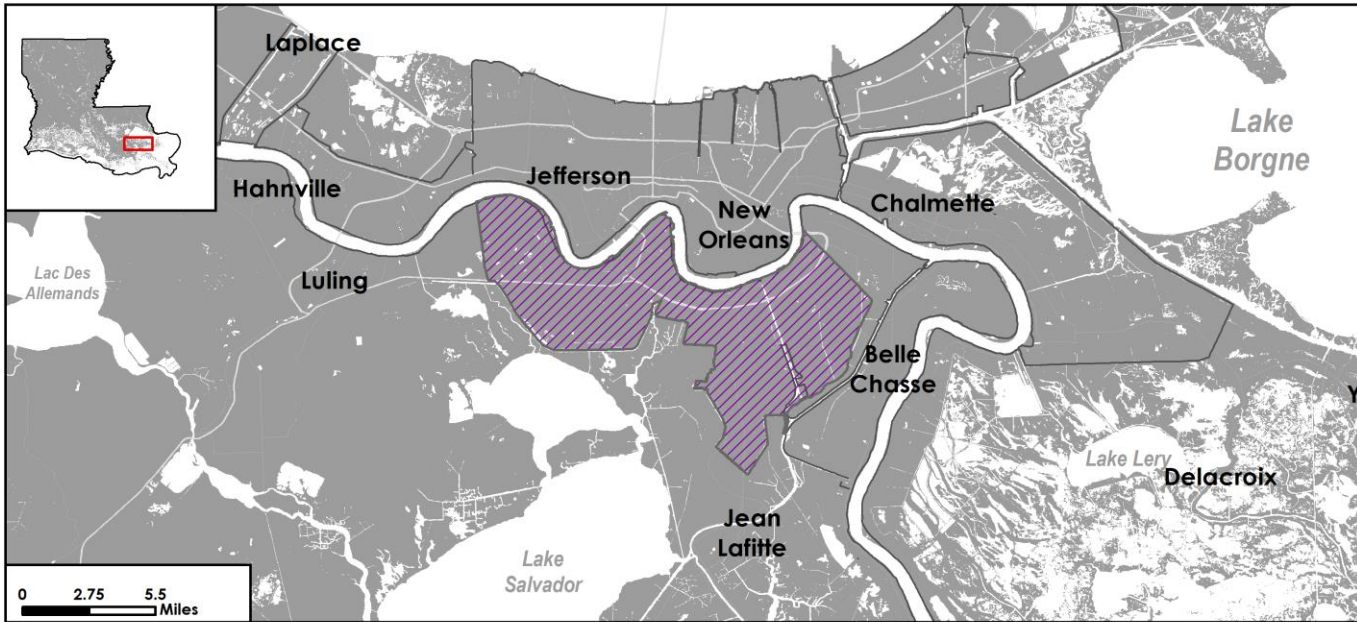 Laplace
Lake
Borgne
Hahnville
Jefferson
New
Orleans
Chalmette
Lac Des
Allemands
Luling
Belle
Chasse
Y
Lake Lery
Delacroix
Jean
Lafitte
Lake
Salvador
0 2.75 5.5
Miles